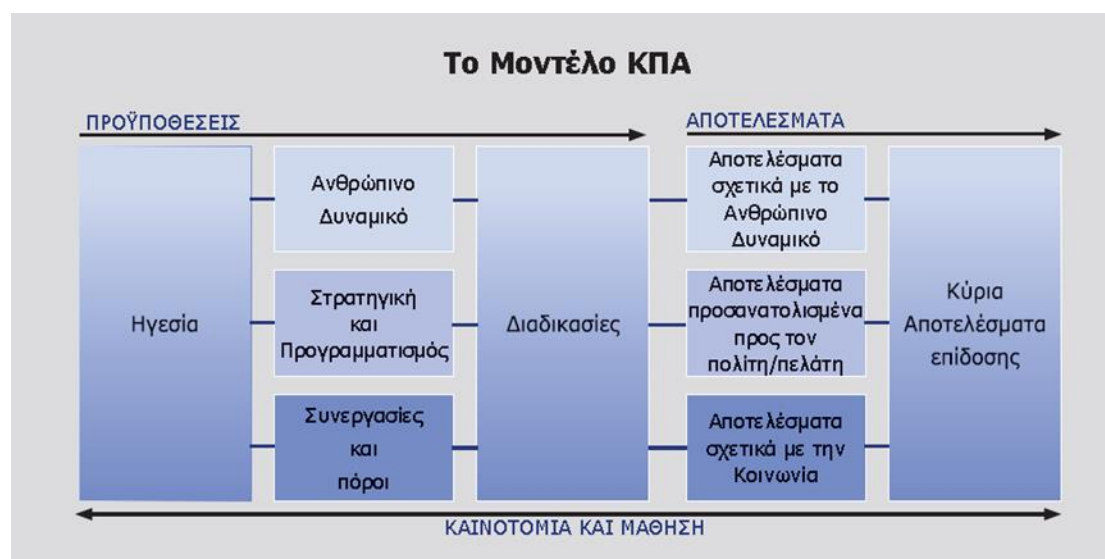 Το Μοντέλο ΚΠΑ
ΠΡΟΫΠΟΘΕΣΕΙΣ
ΑΠΟΤΕΛΕΣΜΑΤΑ
Ηγεσία
Ανθρώπινο
Δυναμικό
Στρατηγική
και
Προγραμματισμός
Συνεργασίες
και
πόροι
Διαδικασίες
Αποτελέσματα
σχετικά με το
Ανθρώπινο
Δυναμικό
Αποτελέσματα
προσανατολισμένα
προς τον
πολίτη/πελάτη
Αποτελέσματα
σχετικά με την
Κοινωνία
Κύρια
Αποτελέσματα
επίδοσης
ΚΑΙΝΟΤΟΜΙΑ ΚΑΙ ΜΑΘΗΣΗ